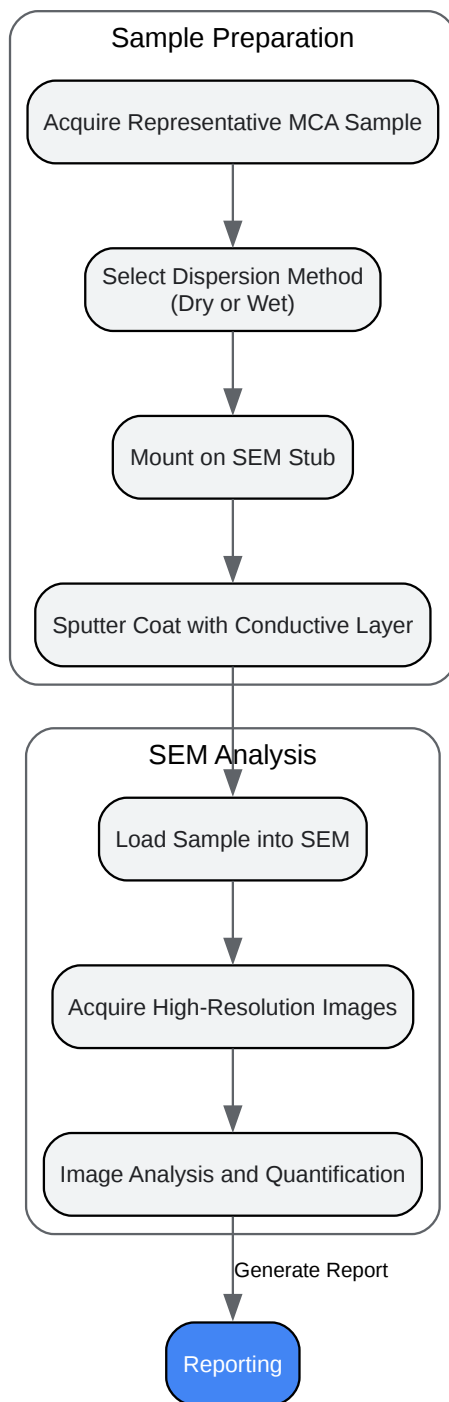 Sample Preparation
Acquire Representative MCA Sample
Select Dispersion Method
(Dry or Wet)
Mount on SEM Stub
Sputter Coat with Conductive Layer
SEM Analysis
Load Sample into SEM
Acquire High-Resolution Images
Image Analysis and Quantification
Generate Report
Reporting